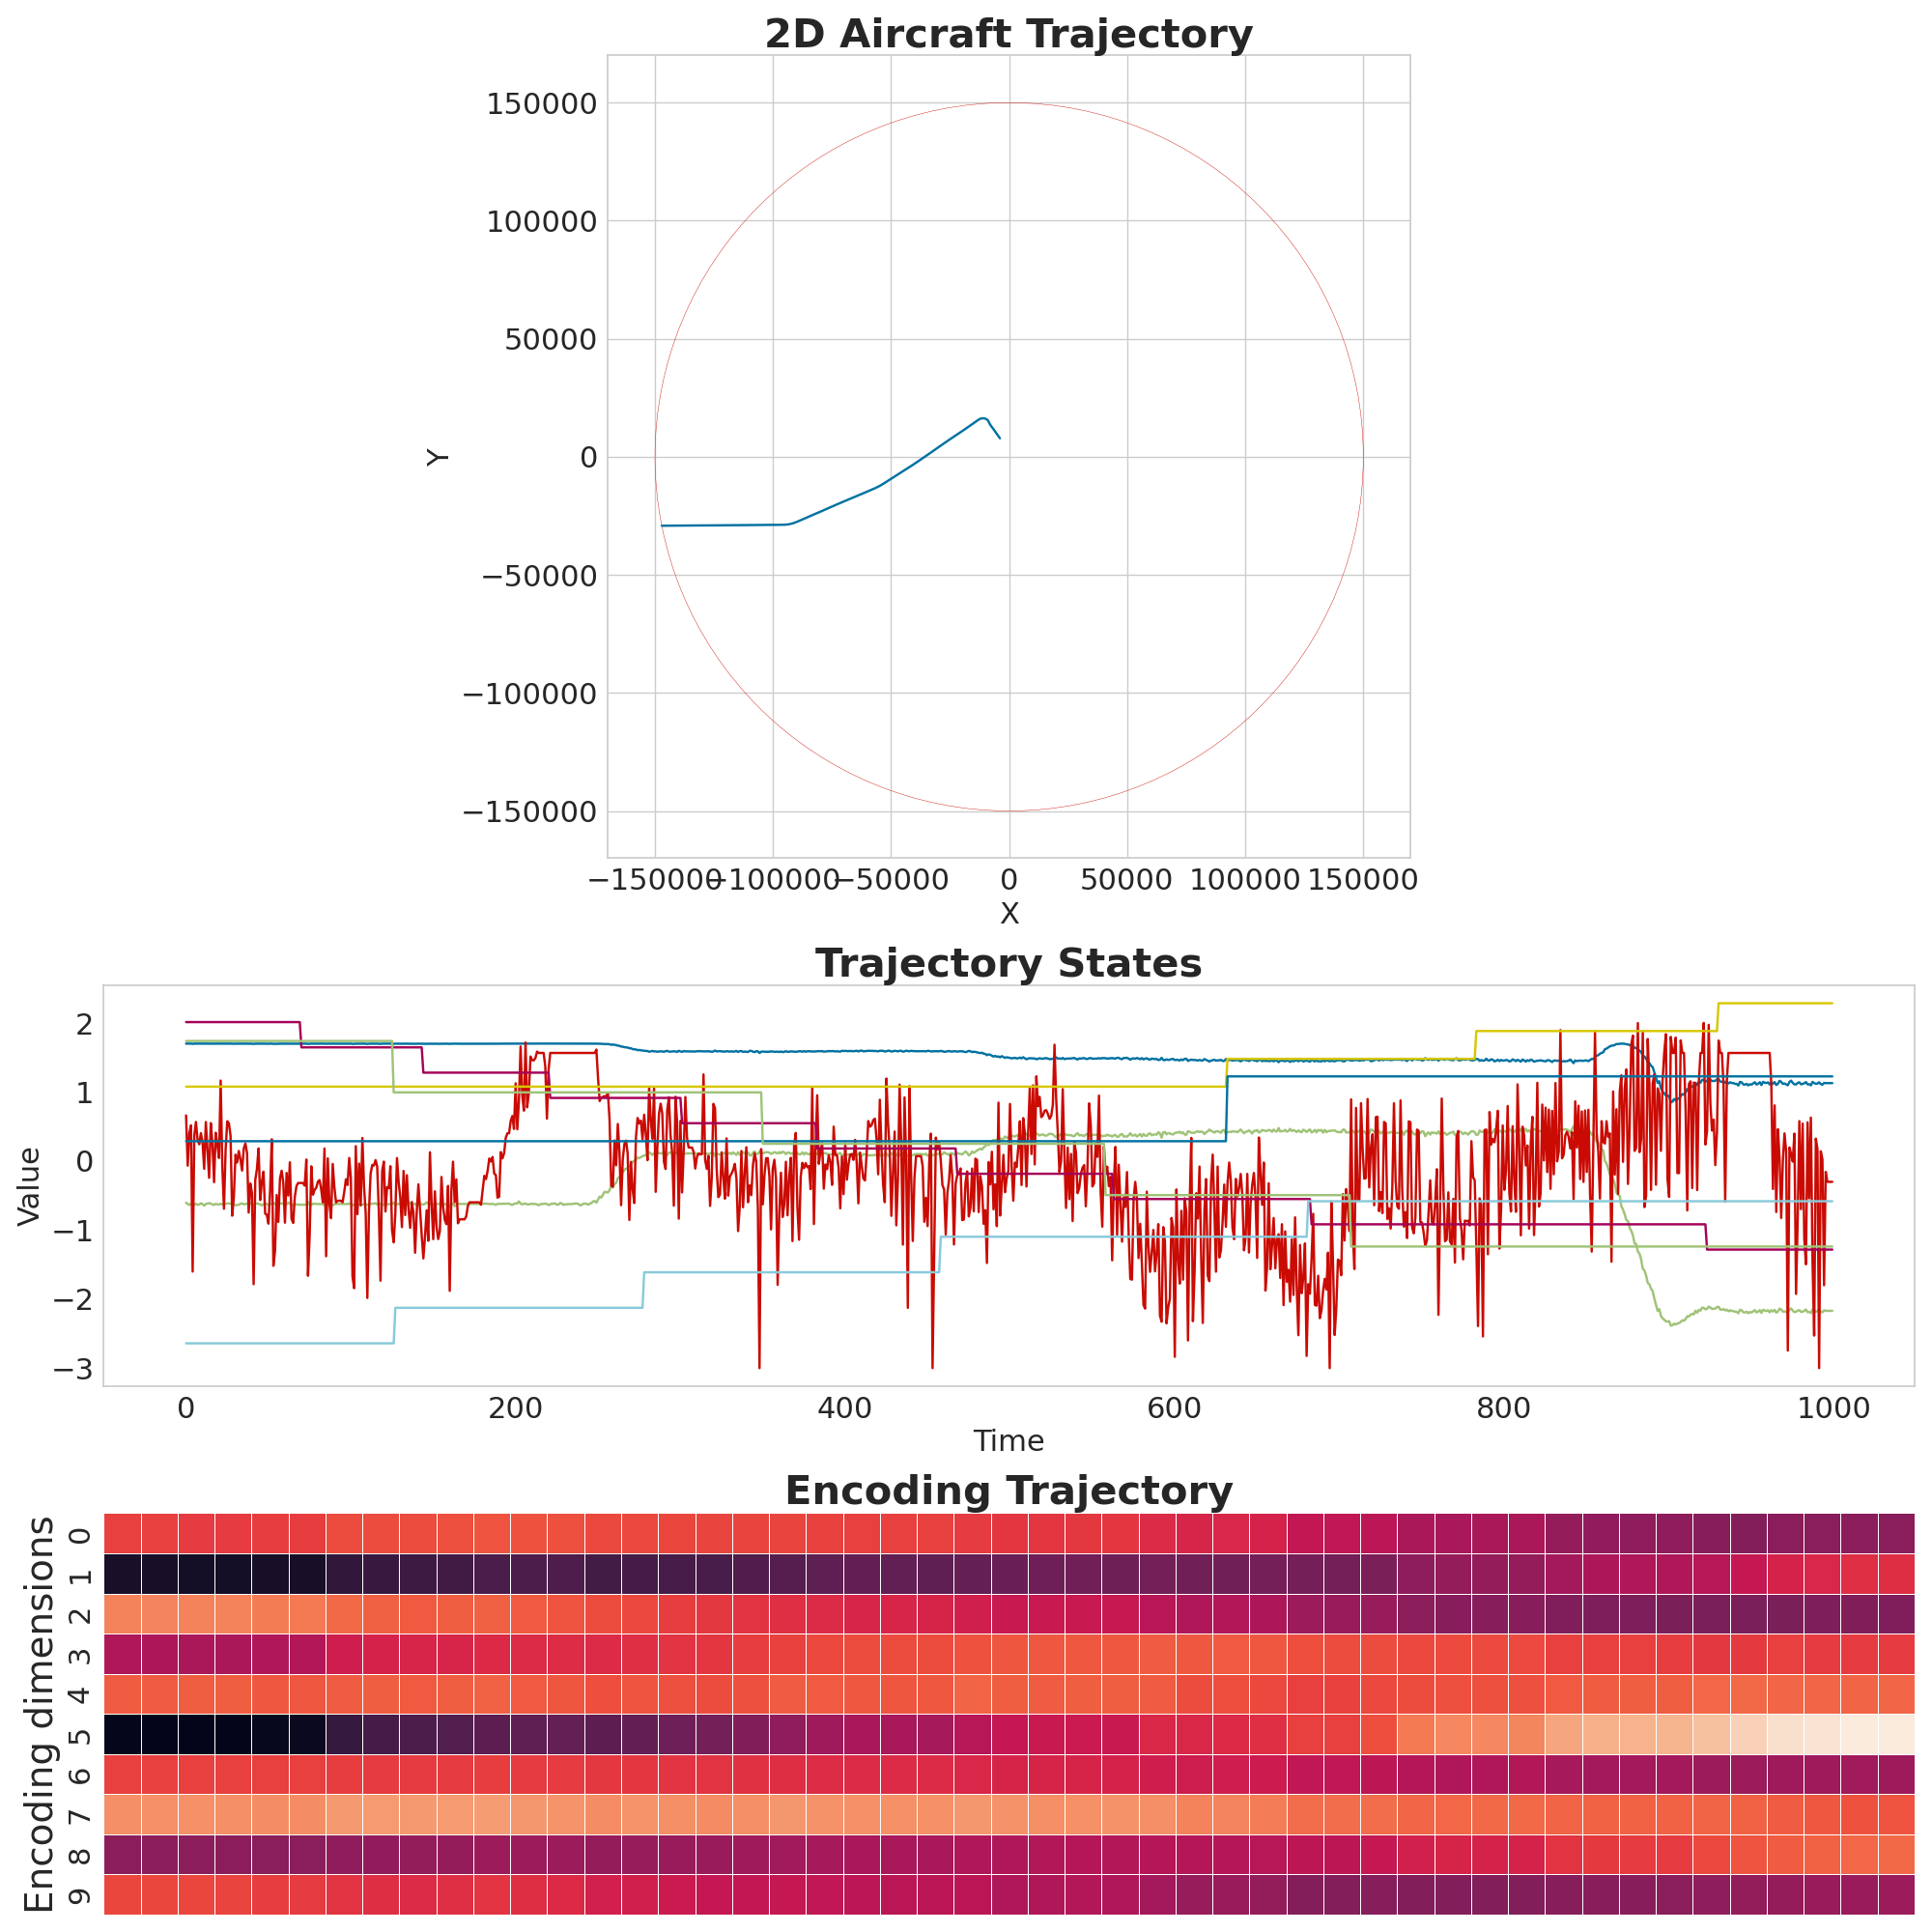 2D Aircraft Trajectory
150000
100000
50000
0
−50000
−100000
−150000
Y
−150000 −100000 −50000 0 50000 100000 150000
X
Trajectory States
2
1
0
−1
−2
−3
Value
0 200 400 600 800 1000
Time
Encoding Trajectory
Encoding dimensions
0
1
2
3
4
5
6
7
8
9